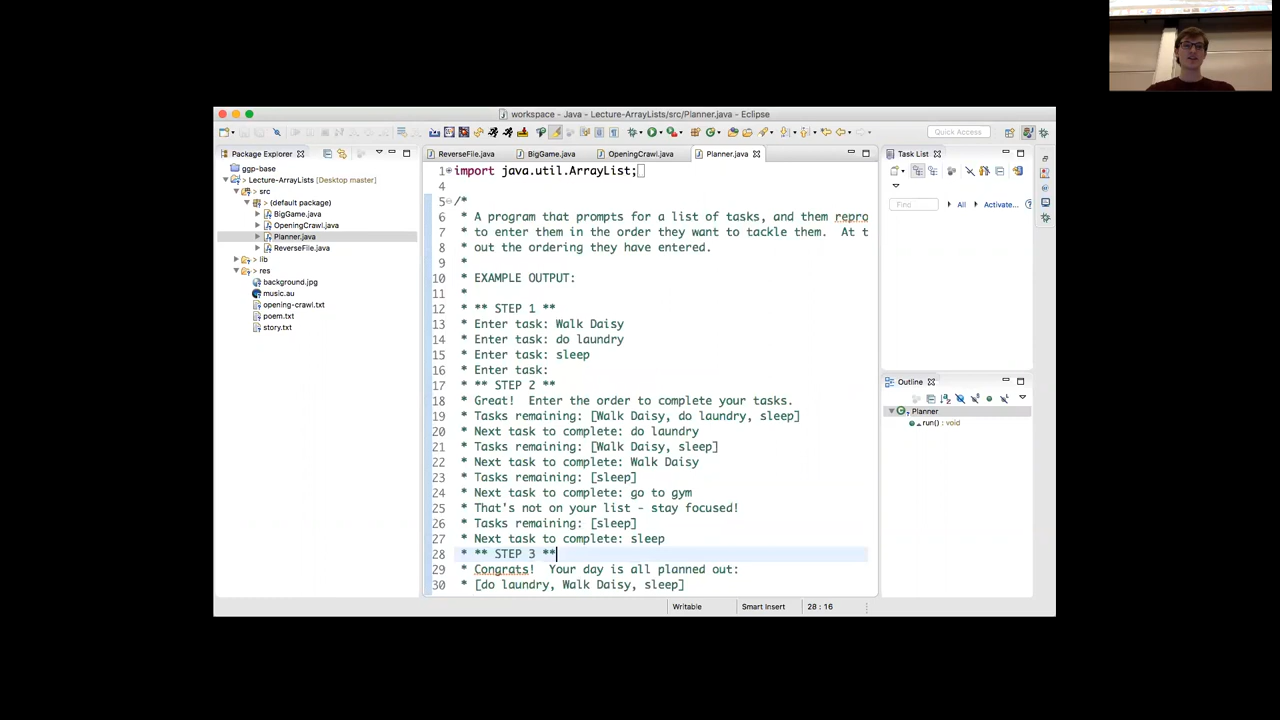 workspace - Java - Lecture-ArrayLists/src/Planner.java - Eclipse
Quick Access
Package Explorer
ggp-base
Lecture-ArrayLists [Desktop master]
src
(default package)
BigGame.java
OpeningCrawl.java
Planner.java
ReverseFile.java
lib
res
background.jpg
music.au
opening-crawl.txt
poem.txt
story.txt
ReverseFile.java BigGame.java OpeningCrawl.java Planner.java
1 import java.util.ArrayList;
4
5 /*
6 * A program that prompts for a list of tasks, and them repro
7 * to enter them in the order they want to tackle them.  At t
8 * out the ordering they have entered.
9 *
10 * EXAMPLE OUTPUT:
11 *
12 * ** STEP 1 **
13 * Enter task: Walk Daisy
14 * Enter task: do laundry
15 * Enter task: sleep
16 * Enter task:
17 * ** STEP 2 **
18 * Great!  Enter the order to complete your tasks.
19 * Tasks remaining: [Walk Daisy, do laundry, sleep]
20 * Next task to complete: do laundry
21 * Tasks remaining: [Walk Daisy, sleep]
22 * Next task to complete: Walk Daisy
23 * Tasks remaining: [sleep]
24 * Next task to complete: go to gym
25 * That's not on your list - stay focused!
26 * Tasks remaining: [sleep]
27 * Next task to complete: sleep
28 * ** STEP 3 **
29 * Congrats!  Your day is all planned out:
30 * [do laundry, Walk Daisy, sleep]
Task List
Find All Activate...
Outline
Planner
run() : void
Writable Smart Insert 28 : 16